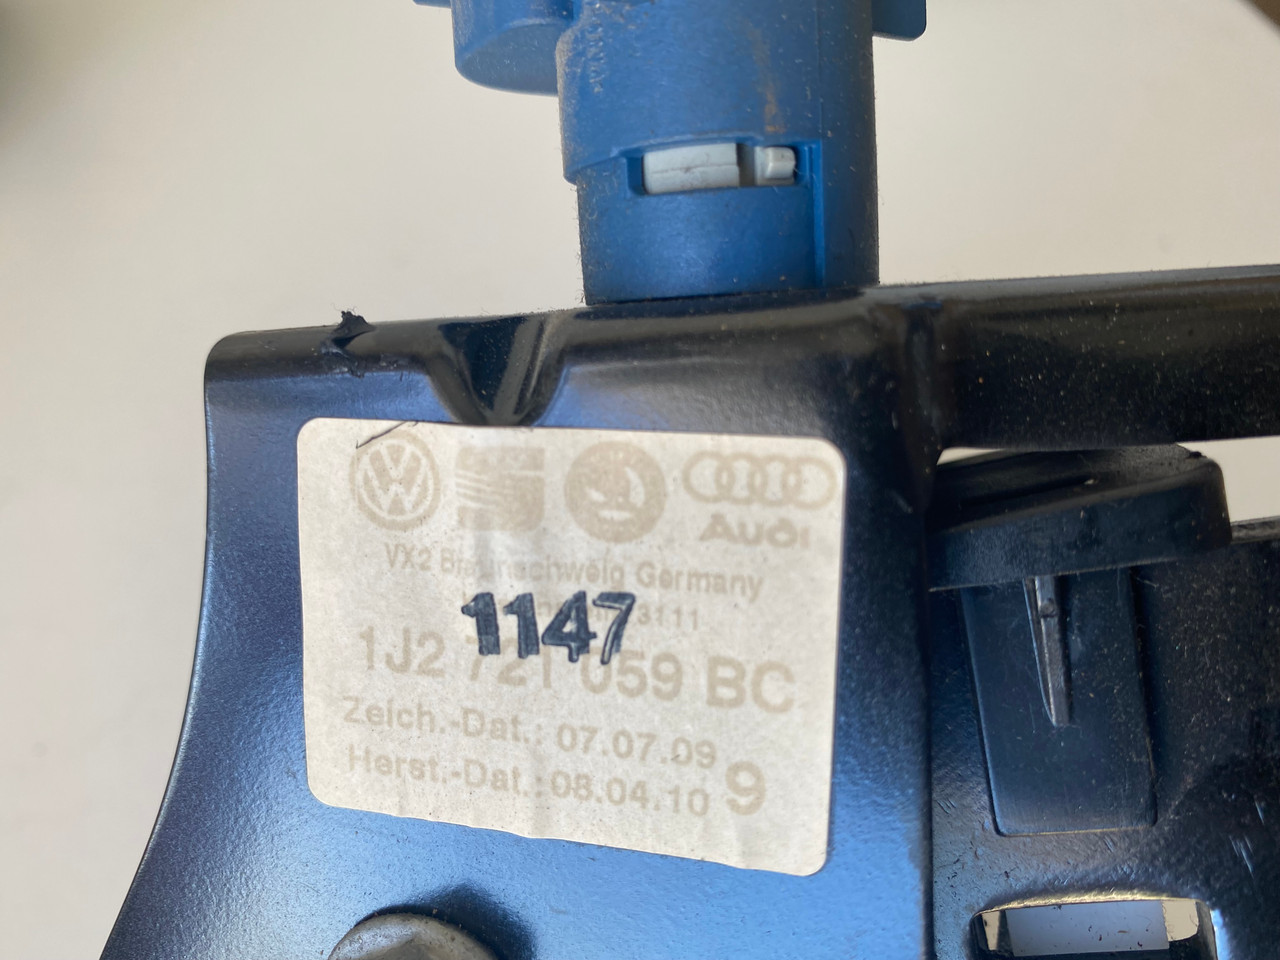 Audi
VX2 Braunschweig Germany
1147
3111
1J2 721 059 BC
Zeich.-Dat.: 07.07.09
Herst.-Dat.: 08.04.10 9